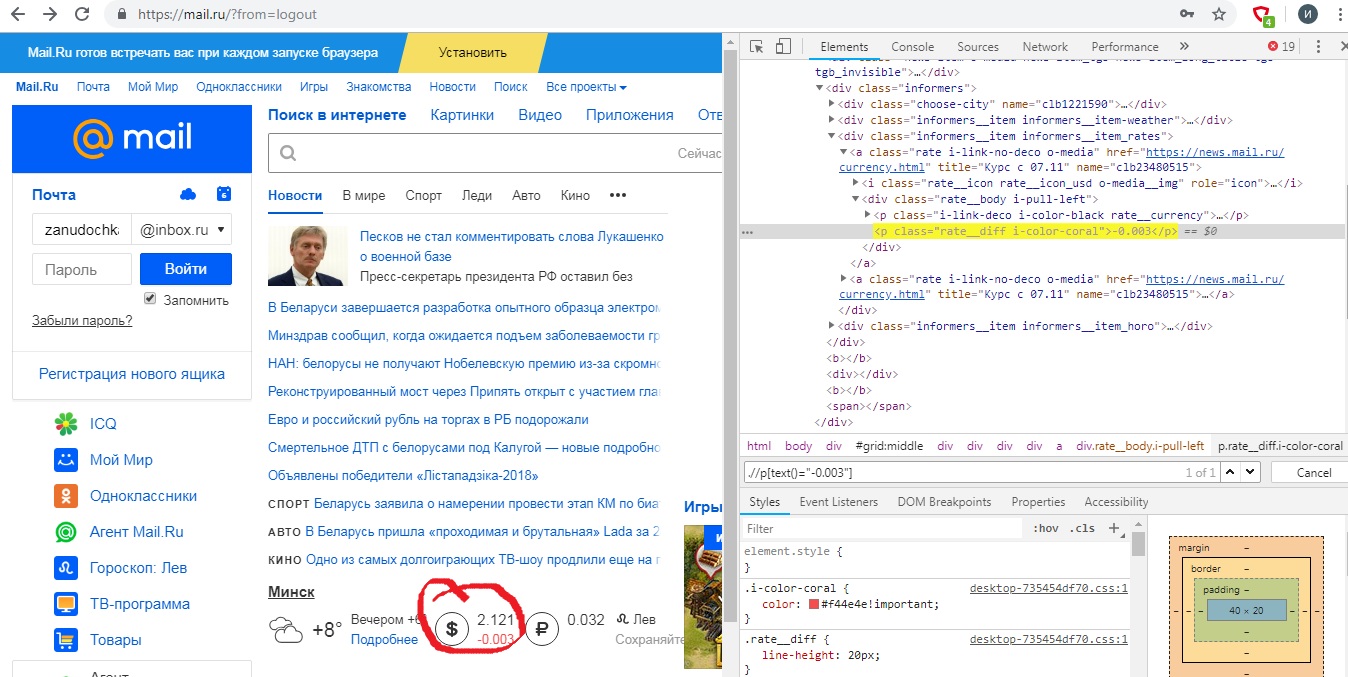 https://mail.ru/?from=logout
4
И
Mail.Ru готов встречать вас при каждом запуске браузера
Установить
Mail.Ru Почта Мой Мир Одноклассники Игры Знакомства Новости Поиск Все проекты
@mail
Поиск в интернете Картинки Видео Приложения Отв
Сейчас
Почта
6
zanudochk @inbox.ru
Пароль Войти
Запомнить
Забыли пароль?
Регистрация нового ящика
ICQ
Мой Мир
Одноклассники
Агент Mail.Ru
Гороскоп: Лев
ТВ-программа
Товары
Агент
Новости В мире Спорт Леди Авто Кино •••
Песков не стал комментировать слова Лукашенко
о военной базе
Пресс-секретарь президента РФ оставил без
В Беларуси завершается разработка опытного образца электром
Минздрав сообщил, когда ожидается подъем заболеваемости гр
НАН: белорусы не получают Нобелевскую премию из-за скромно
Реконструированный мост через Припять открыт с участием гла
Евро и российский рубль на торгах в РБ подорожали
Смертельное ДТП с белорусами под Калугой — новые подробно
Объявлены победители «Лістападзіка-2018»
СПОРТ Беларусь заявила о намерении провести этап КМ по биа
АВТО В Беларусь пришла «проходимая и брутальная» Lada за 2
КИНО Одно из самых долгоиграющих ТВ-шоу продлили еще на г
Игры
Минск
+8° Вечером +6
Подробнее
$ 2.121
-0.003
₽ 0.032
Лев
Сохраняйте
Elements Console Sources Network Performance » 19
tgb_invisible">…</div>
<div class="informers">
<div class="choose-city" name="clb1221590">…</div>
<div class="informers__item informers__item-weather">…</div>
<div class="informers__item informers__item_rates">
<a class="rate i-link-no-deco o-media" href="https://news.mail.ru/
currency.html" title="Курс с 07.11" name="clb23480515">
<i class="rate__icon rate__icon_usd o-media__img" role="icon">…</i>
<div class="rate__body i-pull-left">
<p class="i-link-deco i-color-black rate__currency">…</p>
<p class="rate__diff i-color-coral">-0.003</p> == $0
</div>
</a>
<a class="rate i-link-no-deco o-media" href="https://news.mail.ru/
currency.html" title="Курс с 07.11" name="clb23480515">…</a>
</div>
<div class="informers__item informers__item_horo">…</div>
</div>
<b></b>
<div></div>
<b></b>
<span></span>
</div>
html body div #grid:middle div div div div a div.rate__body.i-pull-left p.rate__diff.i-color-coral
.//p[text()="-0.003"] 1 of 1 Cancel
Styles Event Listeners DOM Breakpoints Properties Accessibility
Filter :hov .cls +
element.style {
}
.i-color-coral { desktop-735454df70.css:1
color: #f44e4e!important;
}
.rate__diff { desktop-735454df70.css:1
line-height: 20px;
}
margin –
border –
padding –
40 × 20